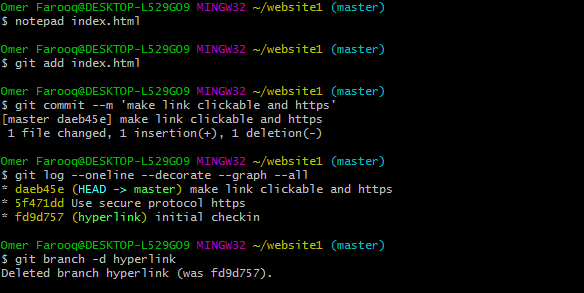 Omer Farooq@DESKTOP-L529GO9 MINGW32 ~/website1 (master)
$ notepad index.html
Omer Farooq@DESKTOP-L529GO9 MINGW32 ~/website1 (master)
$ git add index.html
Omer Farooq@DESKTOP-L529GO9 MINGW32 ~/website1 (master)
$ git commit --m 'make link clickable and https'
[master daeb45e] make link clickable and https
 1 file changed, 1 insertion(+), 1 deletion(-)
Omer Farooq@DESKTOP-L529GO9 MINGW32 ~/website1 (master)
$ git log --oneline --decorate --graph --all
* daeb45e (HEAD -> master) make link clickable and https
* 5f471dd Use secure protocol https
* fd9d757 (hyperlink) initial checkin
Omer Farooq@DESKTOP-L529GO9 MINGW32 ~/website1 (master)
$ git branch -d hyperlink
Deleted branch hyperlink (was fd9d757).